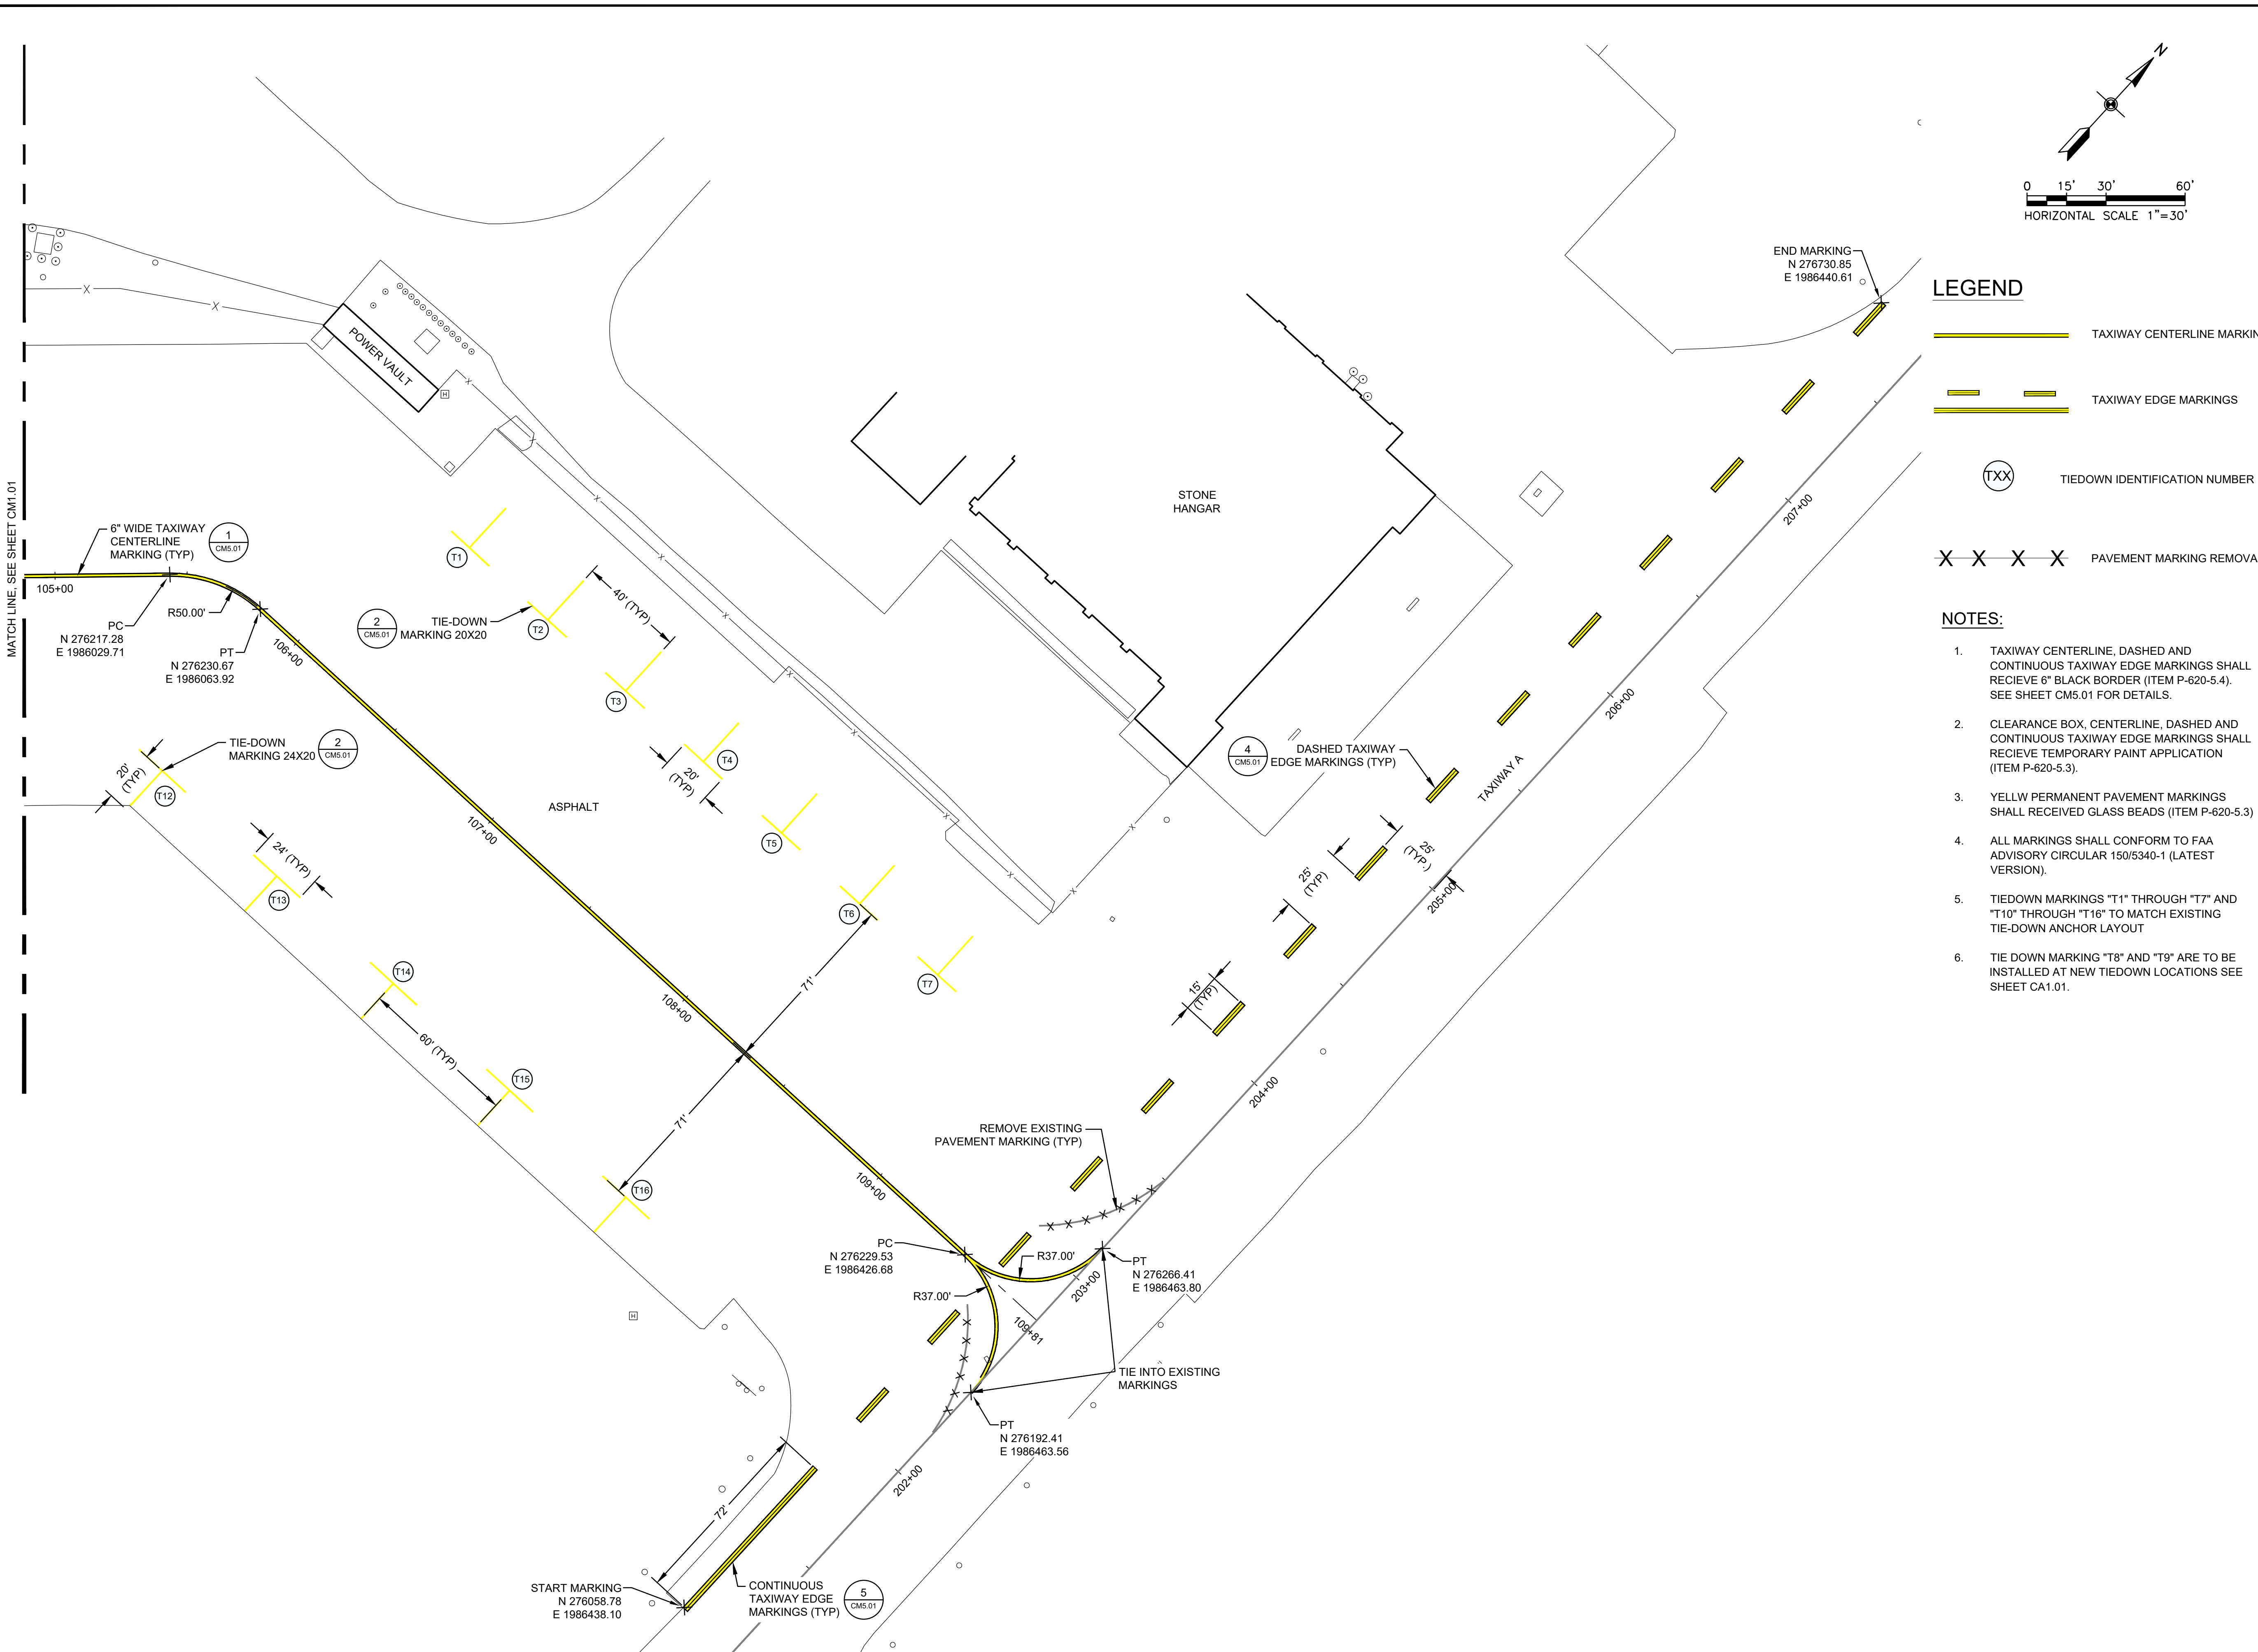 N
0 15' 30' 60'
HORIZONTAL SCALE 1"=30'
END MARKING
N 276730.85
E 1986440.61
LEGEND
TAXIWAY CENTERLINE MARKIN
TAXIWAY EDGE MARKINGS
TXX
TIEDOWN IDENTIFICATION NUMBER
X X X X
PAVEMENT MARKING REMOVA
NOTES:
1. TAXIWAY CENTERLINE, DASHED AND
CONTINUOUS TAXIWAY EDGE MARKINGS SHALL
RECIEVE 6" BLACK BORDER (ITEM P-620-5.4).
SEE SHEET CM5.01 FOR DETAILS.
2. CLEARANCE BOX, CENTERLINE, DASHED AND
CONTINUOUS TAXIWAY EDGE MARKINGS SHALL
RECIEVE TEMPORARY PAINT APPLICATION
(ITEM P-620-5.3).
3. YELLW PERMANENT PAVEMENT MARKINGS
SHALL RECEIVED GLASS BEADS (ITEM P-620-5.3)
4. ALL MARKINGS SHALL CONFORM TO FAA
ADVISORY CIRCULAR 150/5340-1 (LATEST
VERSION).
5. TIEDOWN MARKINGS "T1" THROUGH "T7" AND
"T10" THROUGH "T16" TO MATCH EXISTING
TIE-DOWN ANCHOR LAYOUT
6. TIE DOWN MARKING "T8" AND "T9" ARE TO BE
INSTALLED AT NEW TIEDOWN LOCATIONS SEE
SHEET CA1.01.
MATCH LINE, SEE SHEET CM1.01
POWER VAULT
H
STONE
HANGAR
6" WIDE TAXIWAY
CENTERLINE
MARKING (TYP)
1
CM5.01
105+00
R50.00'
PC
N 276217.28
E 1986029.71
PT
N 276230.67
E 1986063.92
106+00
T1
2
CM5.01
TIE-DOWN
MARKING 20X20
T2
40' (TYP)
T3
T4
20'
(TYP)
T5
T6
T7
TIE-DOWN
MARKING 24X20
2
CM5.01
20'
(TYP)
T12
ASPHALT
107+00
24' (TYP)
T13
T14
60' (TYP)
T15
T16
71'
71'
108+00
109+00
4
CM5.01
DASHED TAXIWAY
EDGE MARKINGS (TYP)
TAXIWAY A
207+00
206+00
205+00
204+00
203+00
202+00
25'
(TYP)
25'
(TYP.)
15'
(TYP)
REMOVE EXISTING
PAVEMENT MARKING (TYP)
PC
N 276229.53
E 1986426.68
R37.00'
R37.00'
109+81
PT
N 276266.41
E 1986463.80
TIE INTO EXISTING
MARKINGS
PT
N 276192.41
E 1986463.56
H
72'
START MARKING
N 276058.78
E 1986438.10
CONTINUOUS
TAXIWAY EDGE
MARKINGS (TYP)
5
CM5.01